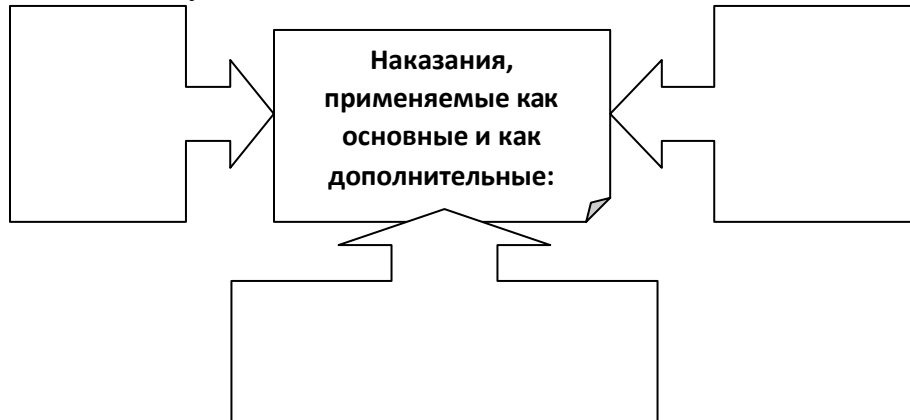 Наказания,
применяемые как
основные и как
дополнительные: